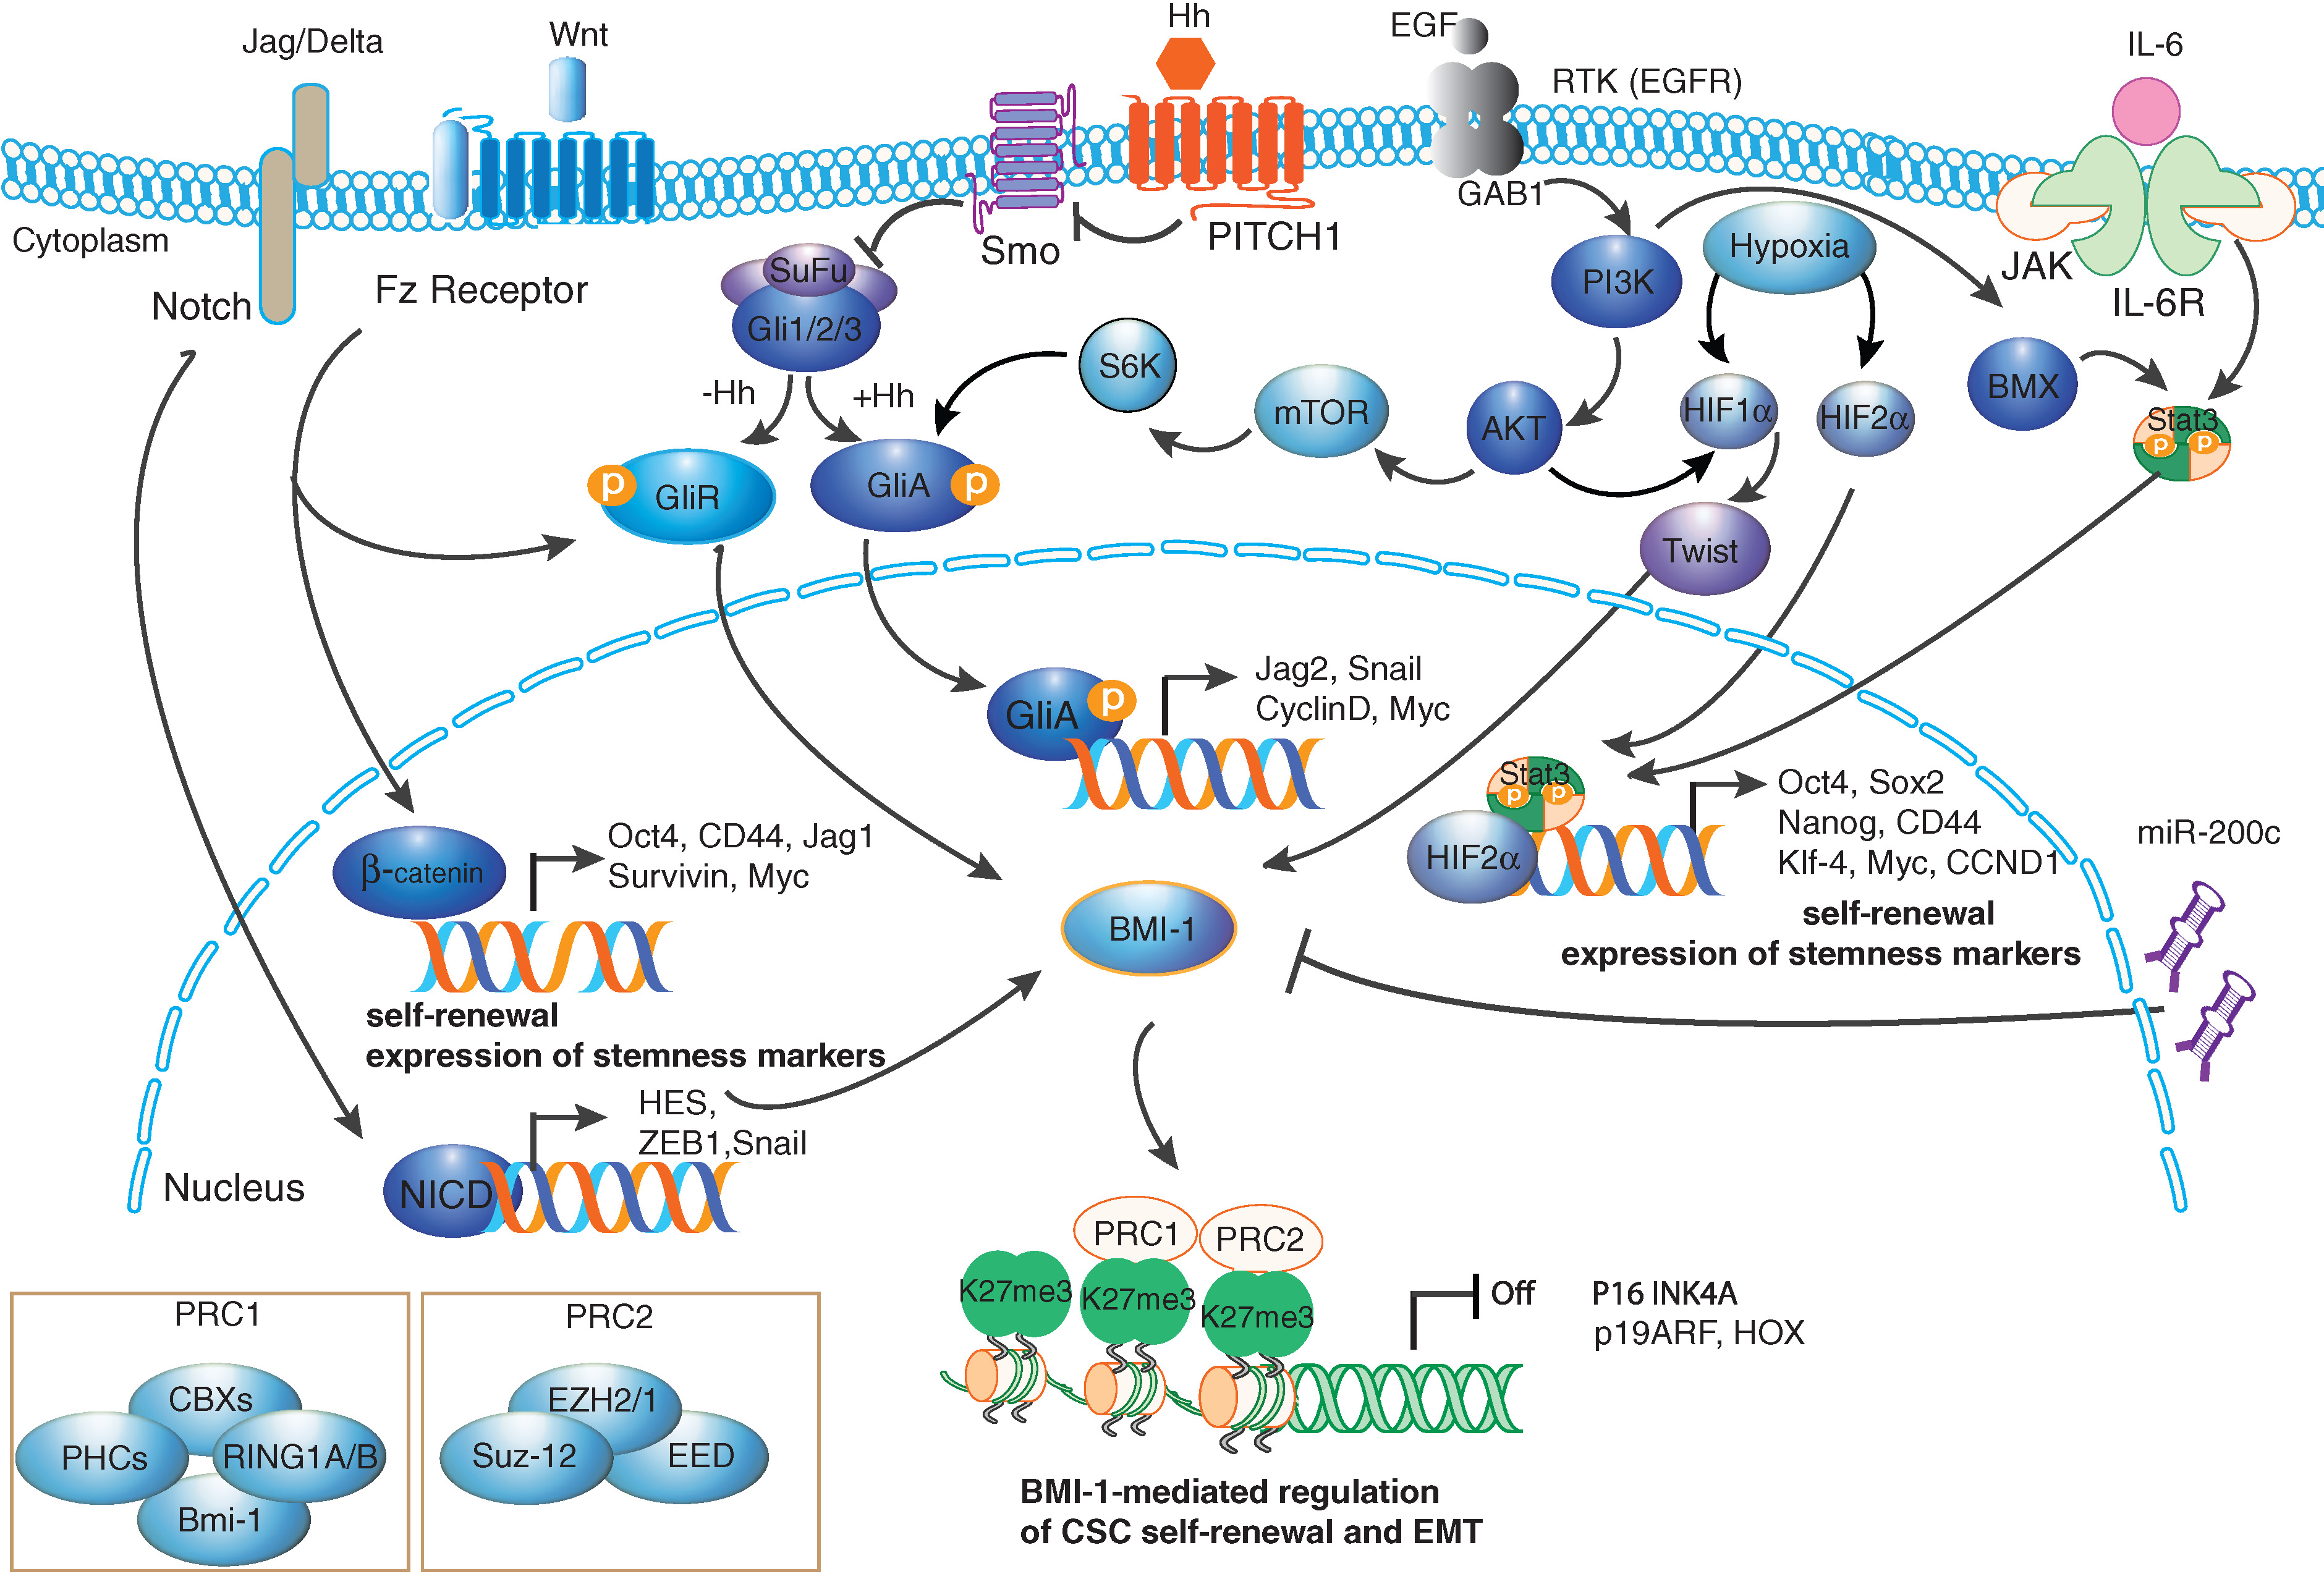 Jag/Delta
Wnt
Hh
EGF
RTK (EGFR)
IL-6
Cytoplasm
Notch
Fz Receptor
Smo
PITCH1
GAB1
JAK
IL-6R
SuFu
Gli1/2/3
-Hh
+Hh
GliR
p
GliA
p
S6K
mTOR
AKT
PI3K
Hypoxia
HIF1α
HIF2α
BMX
Stat3
p
p
Twist
GliA
p
Jag2, Snail
CyclinD, Myc
β-catenin
Oct4, CD44, Jag1
Survivin, Myc
self-renewal
expression of stemness markers
BMI-1
Stat3
p
p
HIF2α
Oct4, Sox2
Nanog, CD44
Klf-4, Myc, CCND1
self-renewal
expression of stemness markers
miR-200c
HES,
ZEB1,Snail
NICD
Nucleus
PRC1
PRC2
K27me3
K27me3
K27me3
Off
P16 INK4A
p19ARF, HOX
BMI-1-mediated regulation
of CSC self-renewal and EMT
PRC1
CBXs
PHCs
RING1A/B
Bmi-1
PRC2
EZH2/1
Suz-12
EED